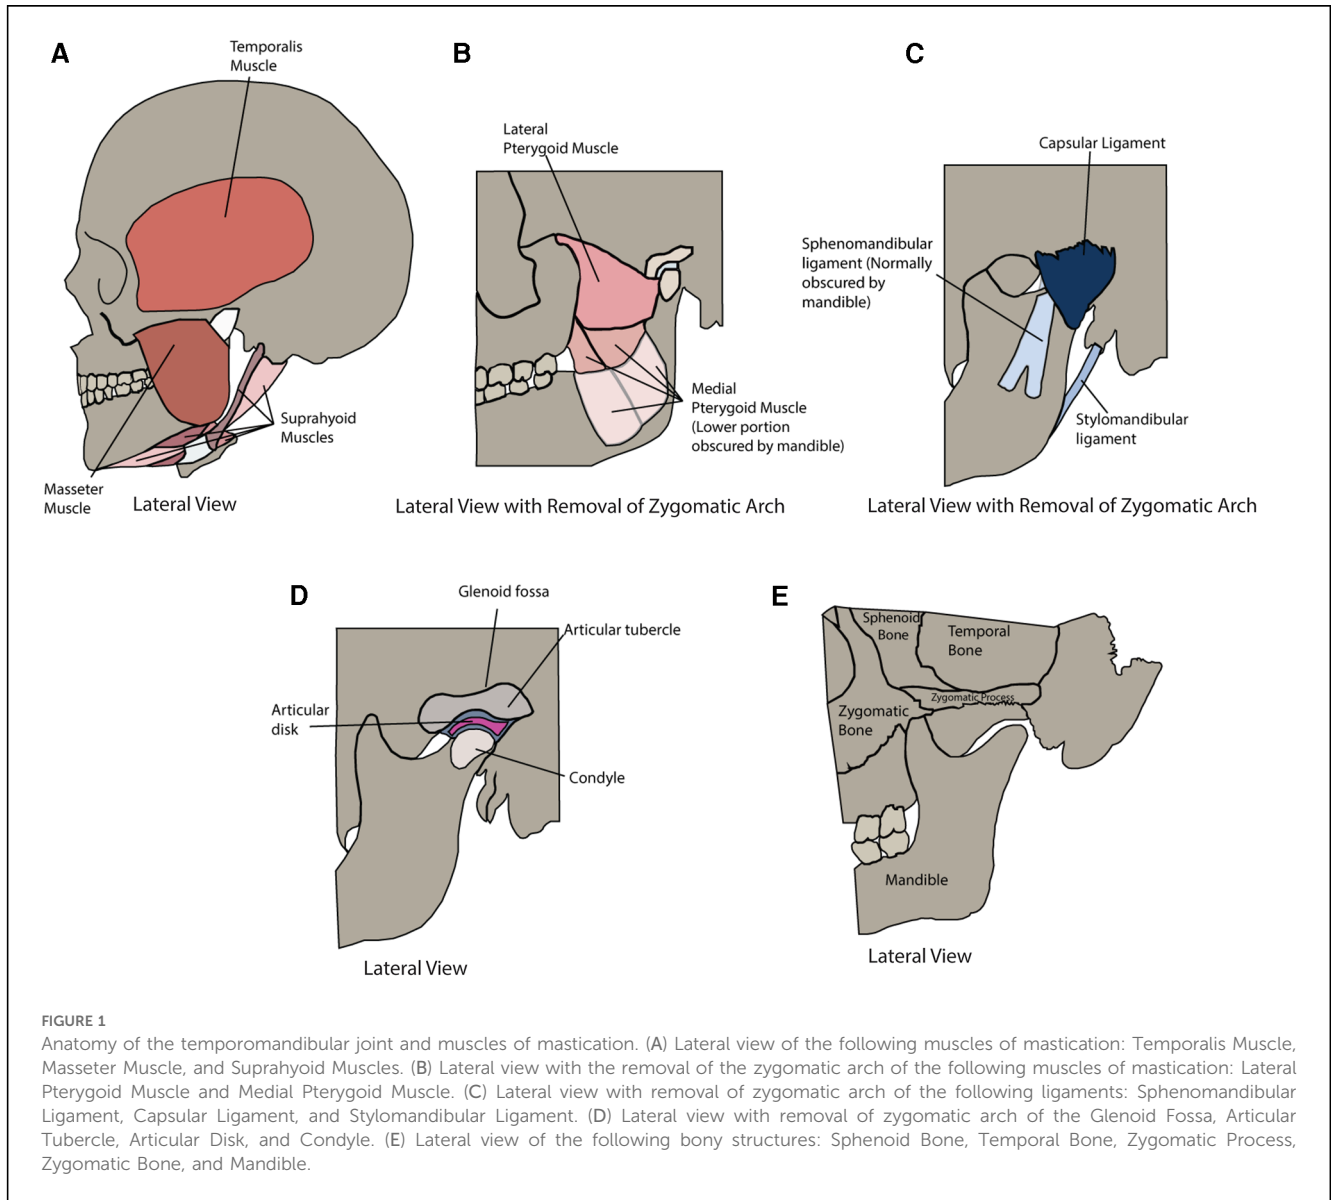 A
Temporalis
Muscle
Suprahyoid
Muscles
Masseter
Muscle
Lateral View
B
Lateral
Pterygoid Muscle
Medial
Pterygoid Muscle
(Lower portion
obscured by mandible)
Lateral View with Removal of Zygomatic Arch
C
Capsular Ligament
Sphenomandibular
ligament (Normally
obscured by
mandible)
Stylomandibular
ligament
Lateral View with Removal of Zygomatic Arch
D
Glenoid fossa
Articular tubercle
Articular
disk
Condyle
Lateral View
E
Sphenoid
Bone
Temporal
Bone
Zygomatic Process
Zygomatic
Bone
Mandible
Lateral View
FIGURE 1
Anatomy of the temporomandibular joint and muscles of mastication. (A) Lateral view of the following muscles of mastication: Temporalis Muscle,
Masseter Muscle, and Suprahyoid Muscles. (B) Lateral view with the removal of the zygomatic arch of the following muscles of mastication: Lateral
Pterygoid Muscle and Medial Pterygoid Muscle. (C) Lateral view with removal of zygomatic arch of the following ligaments: Sphenomandibular
Ligament, Capsular Ligament, and Stylomandibular Ligament. (D) Lateral view with removal of zygomatic arch of the Glenoid Fossa, Articular
Tubercle, Articular Disk, and Condyle. (E) Lateral view of the following bony structures: Sphenoid Bone, Temporal Bone, Zygomatic Process,
Zygomatic Bone, and Mandible.